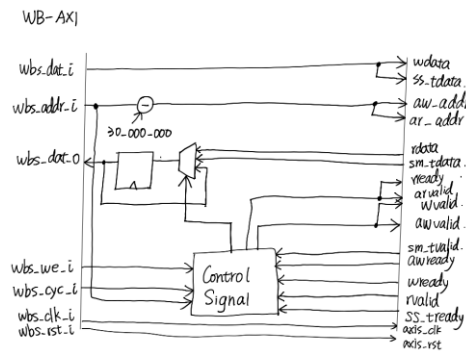 WB-AXI
wbs_dat_i
wbs_addr_i
30_000_000
wbs_dat_o
wbs_we_i
wbs_cyc_i
wbs_clk_i
wbs_rst_i
Control
Signal
wdata
ss_tdata
aw_addr
ar_addr
rdata
sm_tdata
rready
arvalid
wvalid
awvalid
sm_tvalid
awready
wready
rvalid
SS_tready
axis_clk
axis_rst